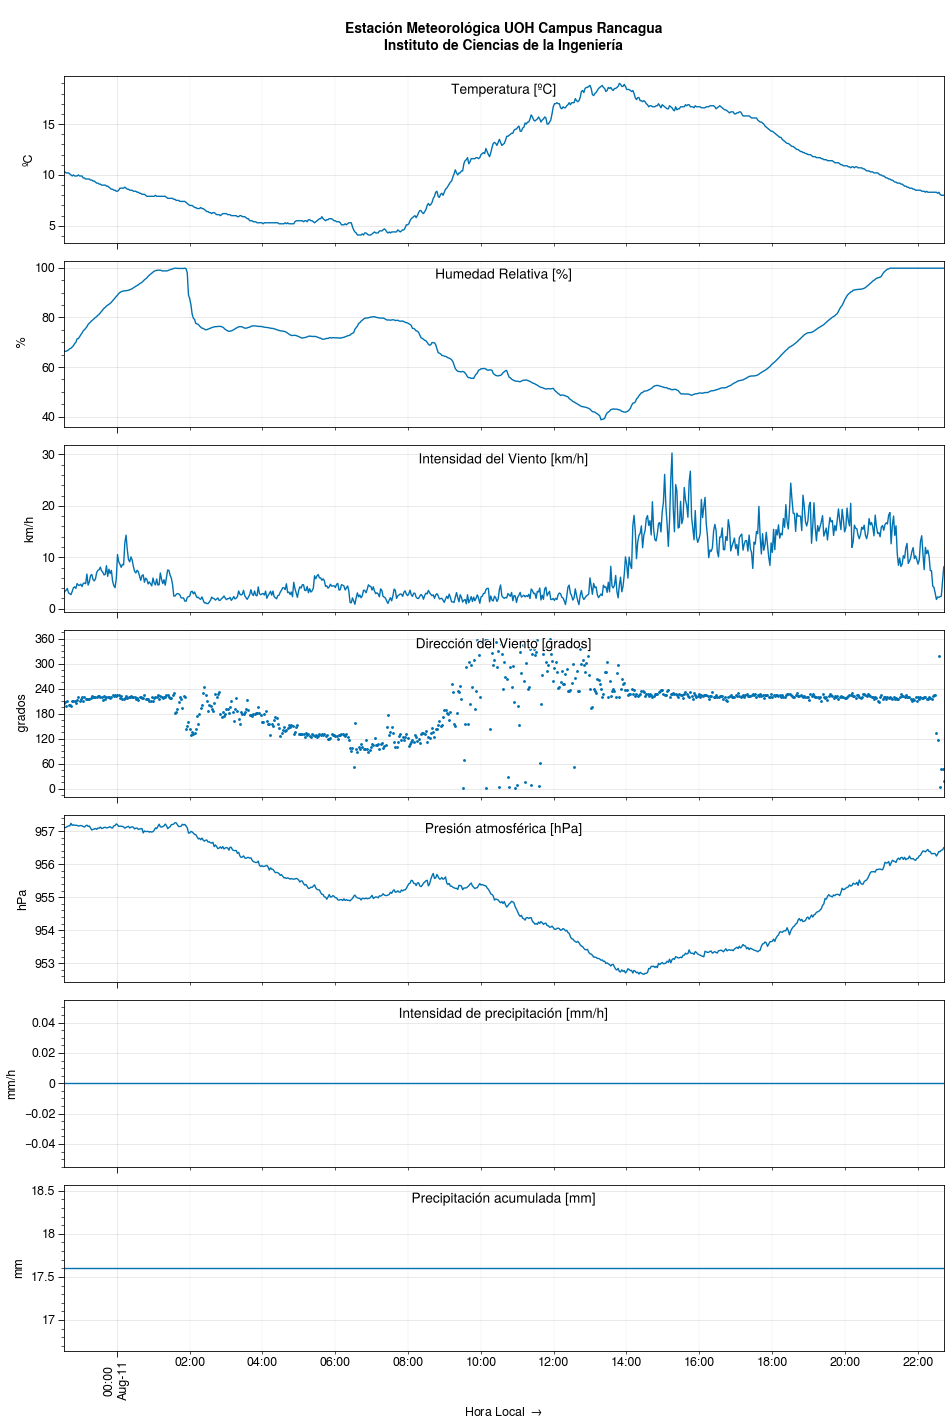 Estación Meteorológica UOH Campus Rancagua
Instituto de Ciencias de la Ingeniería
Temperatura [ºC]
ºC
15
10
5
Humedad Relativa [%]
%
100
80
60
40
Intensidad del Viento [km/h]
km/h
30
20
10
0
Dirección del Viento [grados]
grados
360
300
240
180
120
60
0
Presión atmosférica [hPa]
hPa
957
956
955
954
953
Intensidad de precipitación [mm/h]
mm/h
0.04
0.02
0
−0.02
−0.04
Precipitación acumulada [mm]
mm
18.5
18
17.5
17
00:00
Aug-11
02:00 04:00 06:00 08:00 10:00 12:00 14:00 16:00 18:00 20:00 22:00
Hora Local →